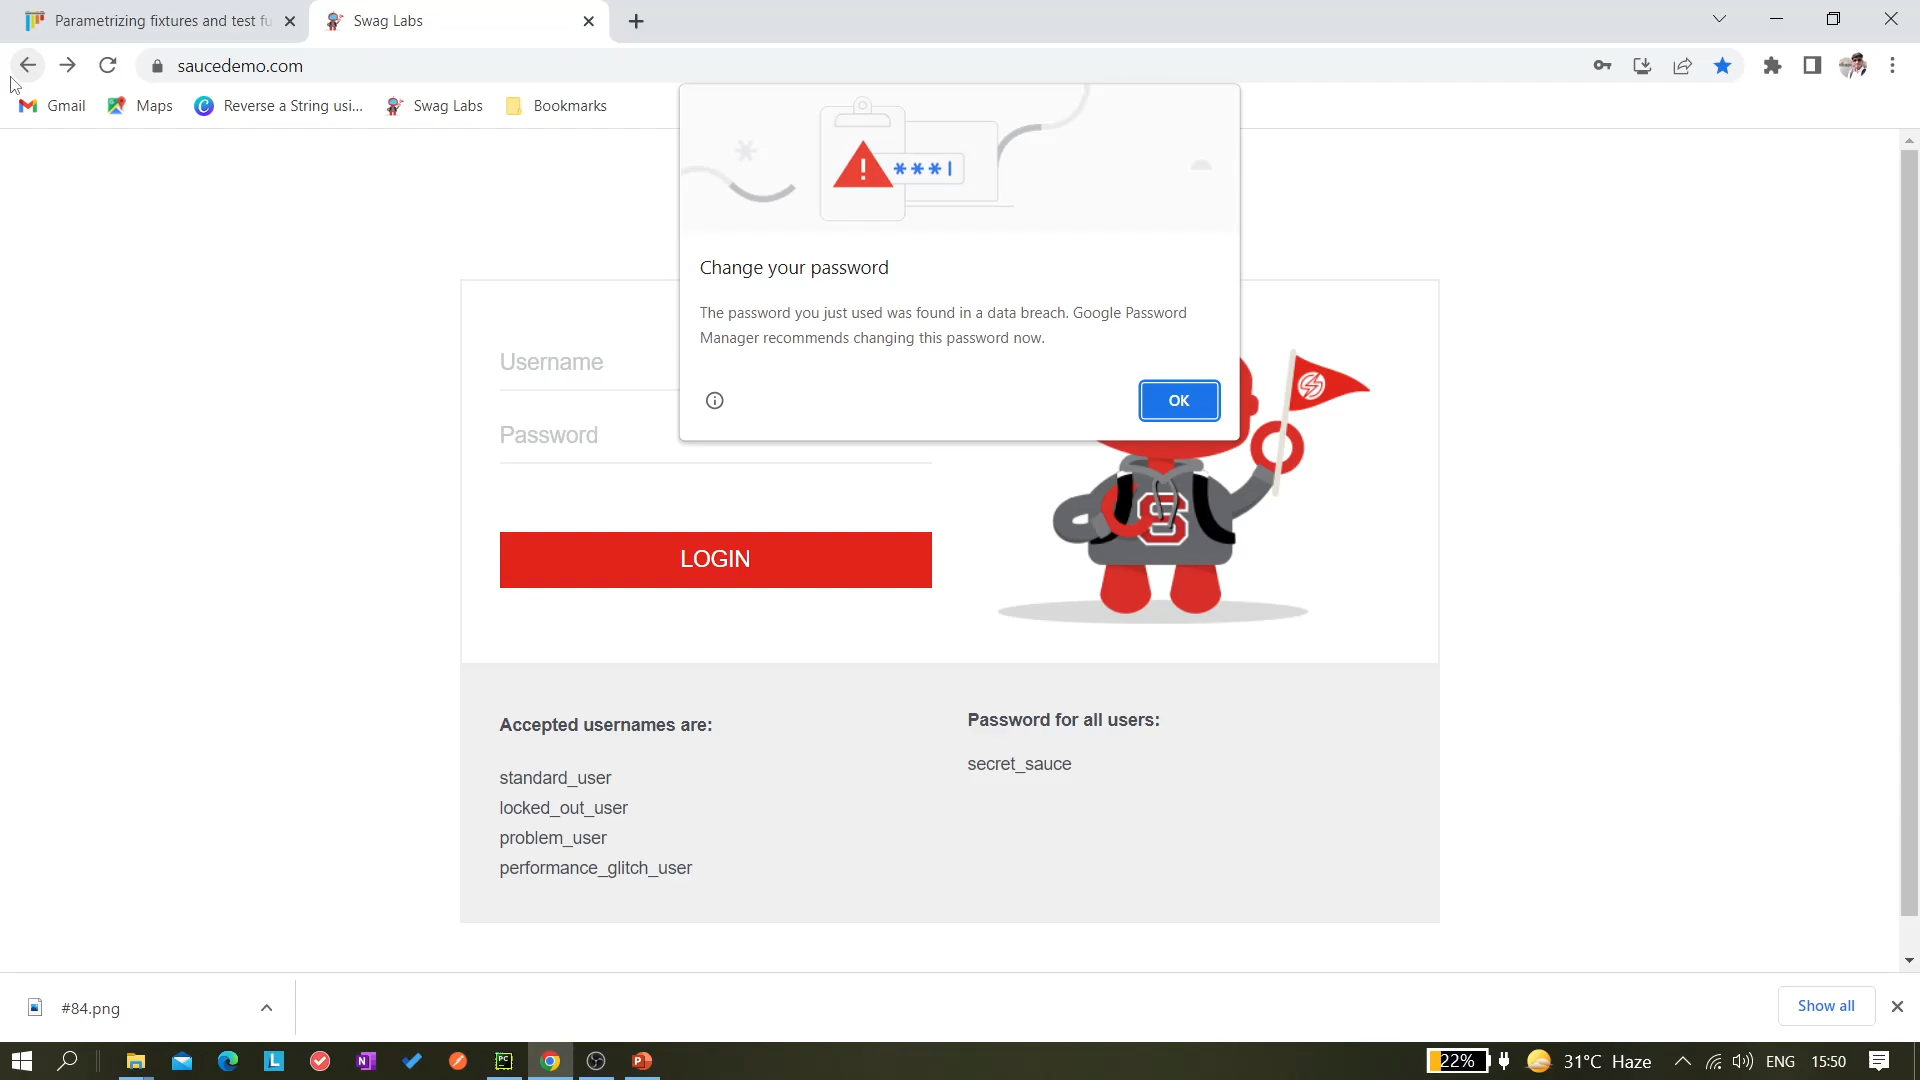 Parametrizing fixtures and test fu
Swag Labs
saucedemo.com
Gmail
Maps
Reverse a String usi...
Swag Labs
Bookmarks
***
Change your password
The password you just used was found in a data breach. Google Password
Manager recommends changing this password now.
OK
Username
Password
LOGIN
Accepted usernames are:
standard_user
locked_out_user
problem_user
performance_glitch_user
Password for all users:
secret_sauce
#84.png
Show all
22%
31°C Haze
ENG
15:50